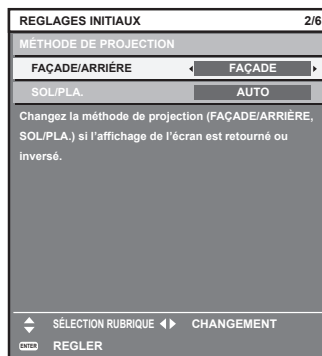 REGLAGES INITIAUX 2/6
MÉTHODE DE PROJECTION
FAÇADE/ARRIÈRE FAÇADE
SOL/PLA. AUTO
Changez la méthode de projection (FAÇADE/ARRIÈRE,
SOL/PLA.) si l'affichage de l'écran est retourné ou
inversé.
SÉLECTION RUBRIQUE CHANGEMENT
ENTER REGLER